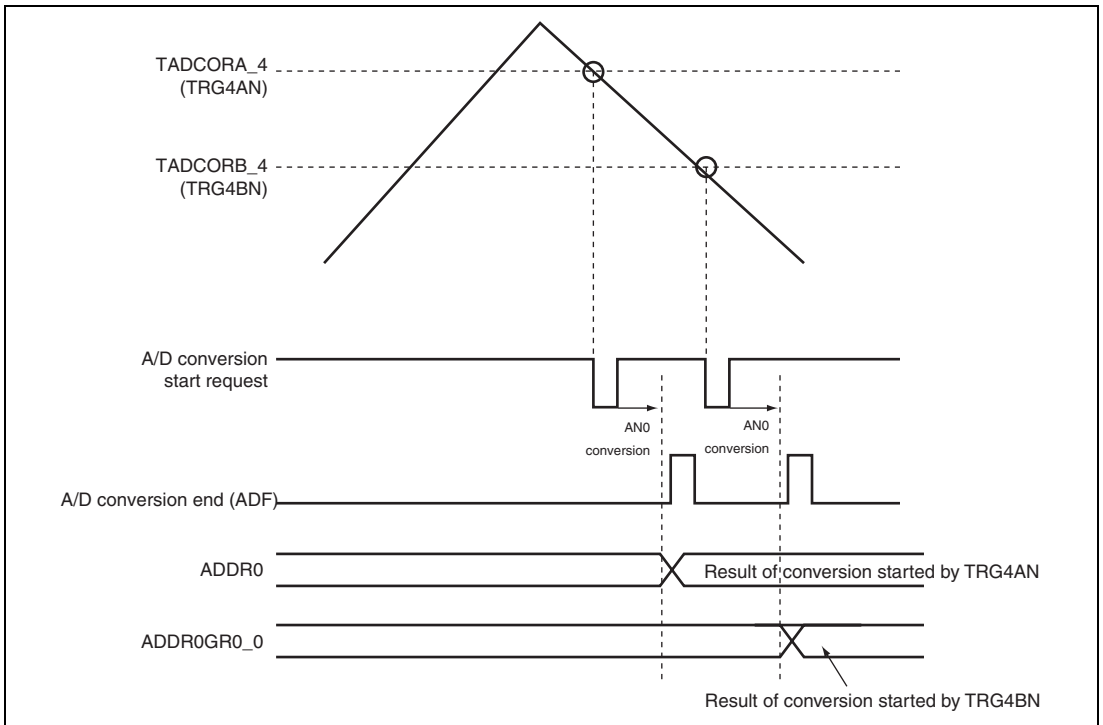 TADCORA_4
(TRG4AN)
TADCORB_4
(TRG4BN)
A/D conversion
start request
AN0
conversion
AN0
conversion
A/D conversion end (ADF)
ADDR0
Result of conversion started by TRG4AN
ADDR0GR0_0
Result of conversion started by TRG4BN